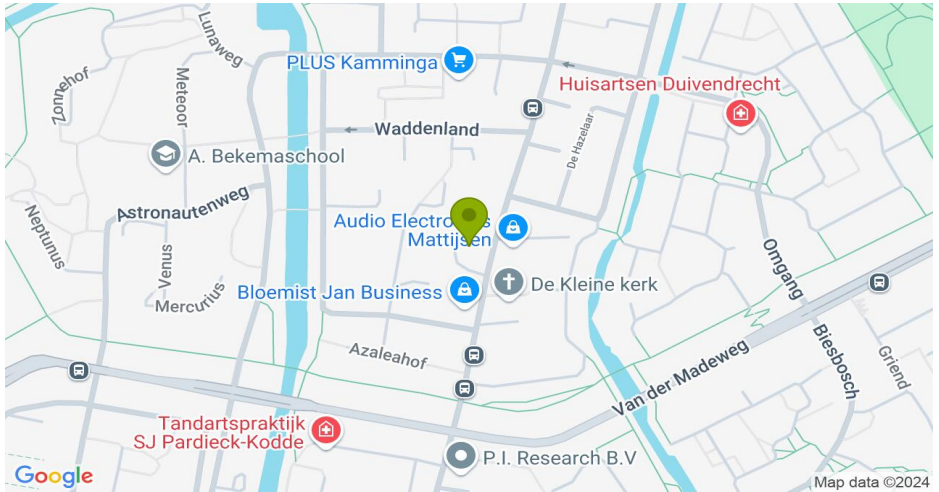 Lunaweg
Zonnehof
Meteoor
PLUS Kamminga
Huisartsen Duivendrecht
Waddenland
De Hazelaar
A. Bekemaschool
Astronautenweg
Neptunus
Venus
Mercurius
Audio Electro s
Mattijsen
Bloemist Jan Business
De Kleine kerk
Omgang
Azaleahof
Van der Madeweg
Biesbosch
Griend
Tandartspraktijk
SJ Pardieck-Kodde
P.I. Research B.V
Google
Map data ©2024